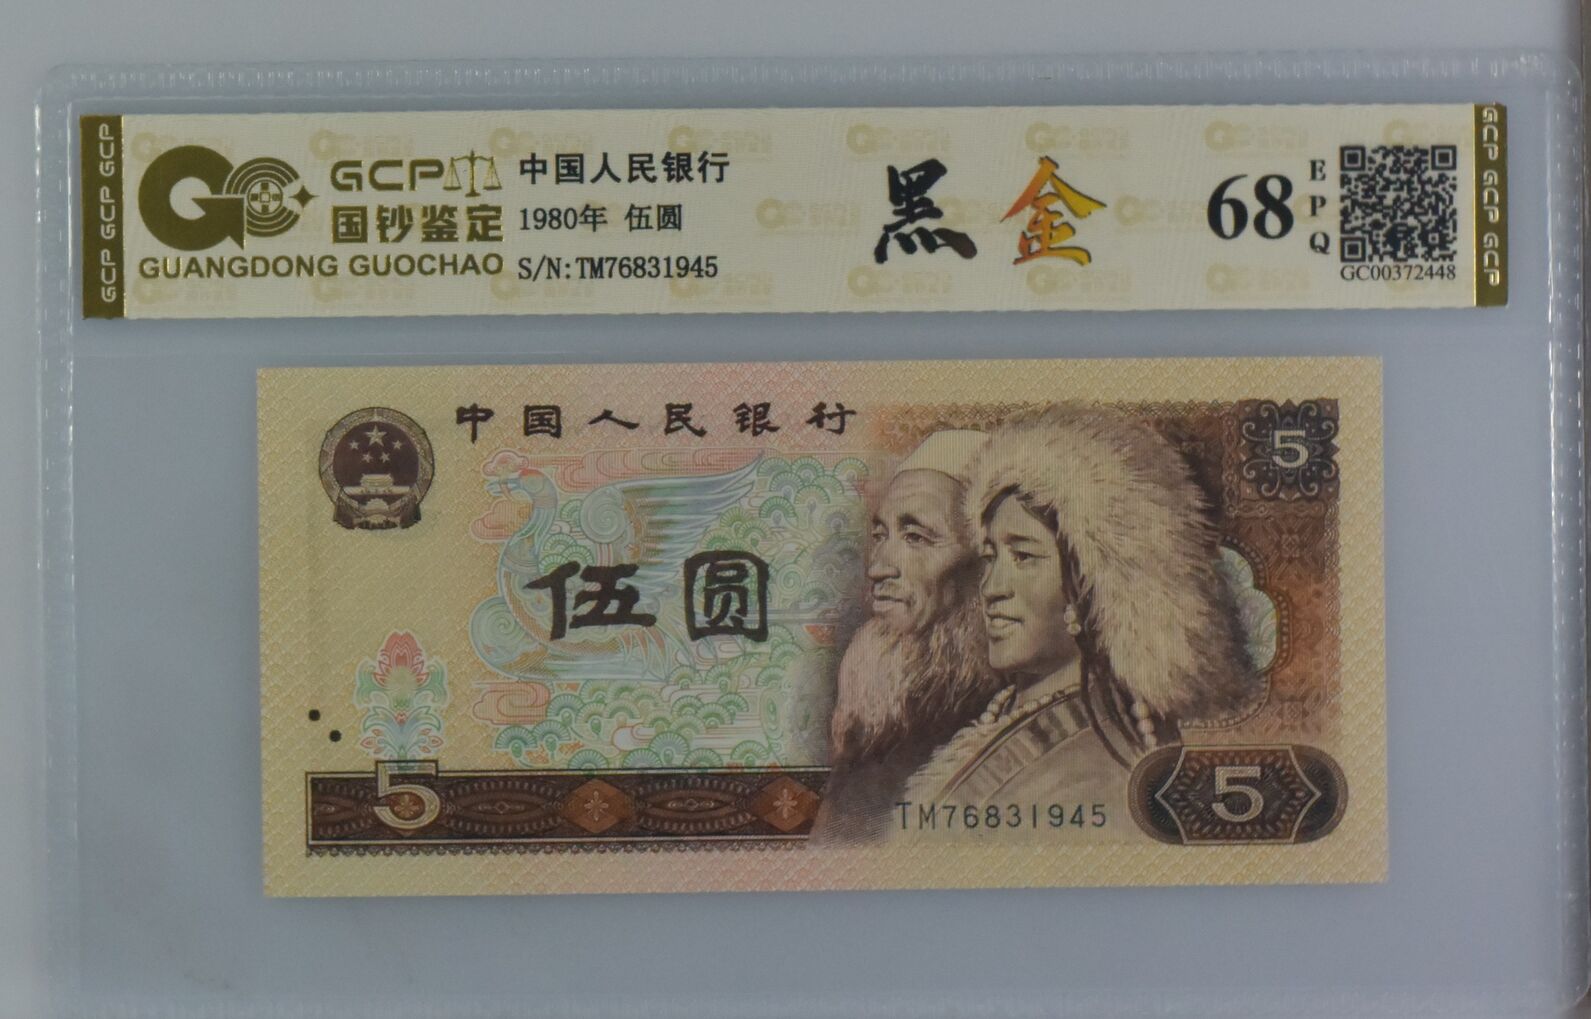 GCP GCP GCP
GCP
国钞鉴定
GUANGDONG GUOCHAO
中国人民银行
1980年 伍圆
S/N:TM76831945
黑金
68
EPQ
GC00372448
GCP GCP GCP
中国人民银行
5
伍圆
5
TM76831945
5